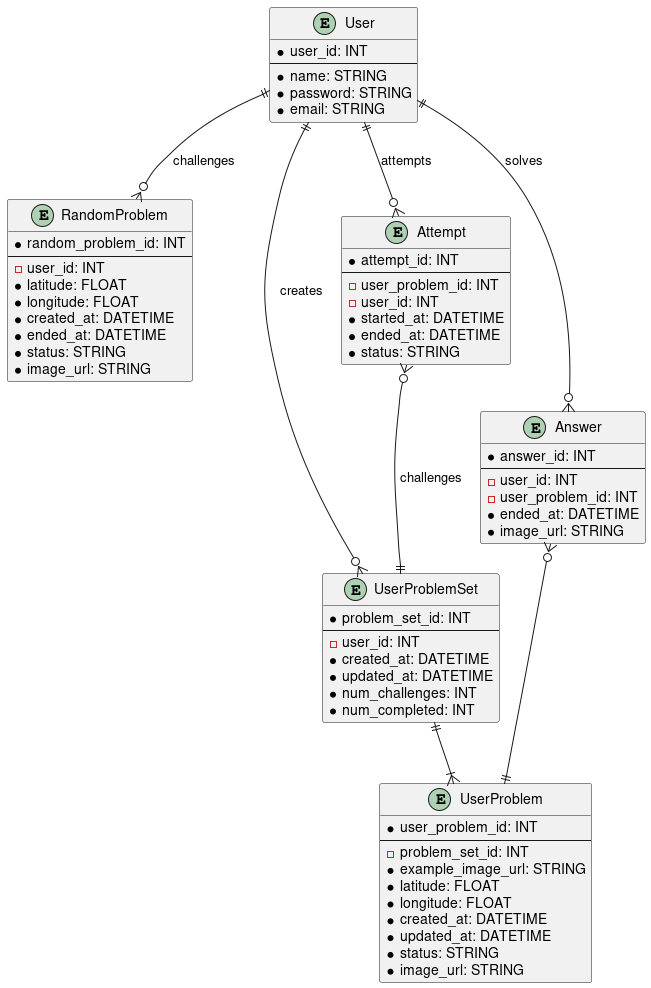 E User
user_id: INT
name: STRING
password: STRING
email: STRING
challenges
attempts
solves
E RandomProblem
random_problem_id: INT
user_id: INT
latitude: FLOAT
longitude: FLOAT
created_at: DATETIME
ended_at: DATETIME
status: STRING
image_url: STRING
E Attempt
attempt_id: INT
user_problem_id: INT
user_id: INT
started_at: DATETIME
ended_at: DATETIME
status: STRING
creates
E Answer
answer_id: INT
user_id: INT
user_problem_id: INT
ended_at: DATETIME
image_url: STRING
challenges
E UserProblemSet
problem_set_id: INT
user_id: INT
created_at: DATETIME
updated_at: DATETIME
num_challenges: INT
num_completed: INT
E UserProblem
user_problem_id: INT
problem_set_id: INT
example_image_url: STRING
latitude: FLOAT
longitude: FLOAT
created_at: DATETIME
updated_at: DATETIME
status: STRING
image_url: STRING